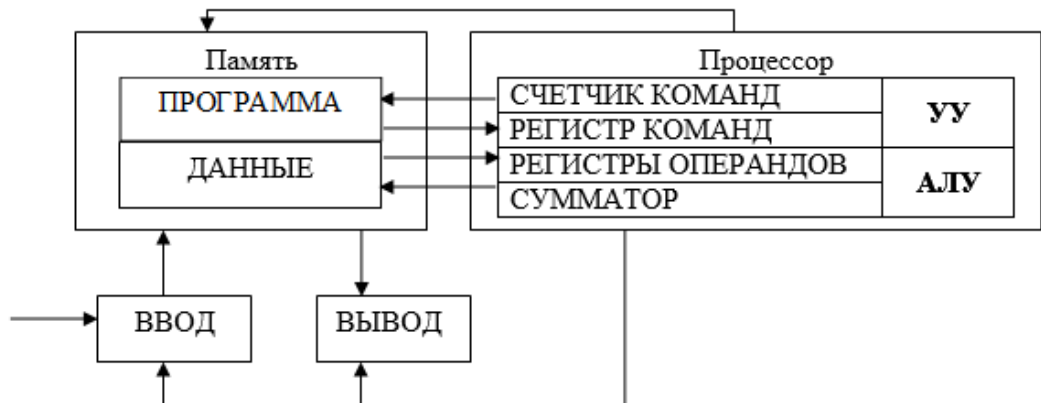 Память
ПРОГРАММА
ДАННЫЕ
Процессор
СЧЕТЧИК КОМАНД
РЕГИСТР КОМАНД
УУ
РЕГИСТРЫ ОПЕРАНДОВ
СУММАТОР
АЛУ
ВВОД
ВЫВОД